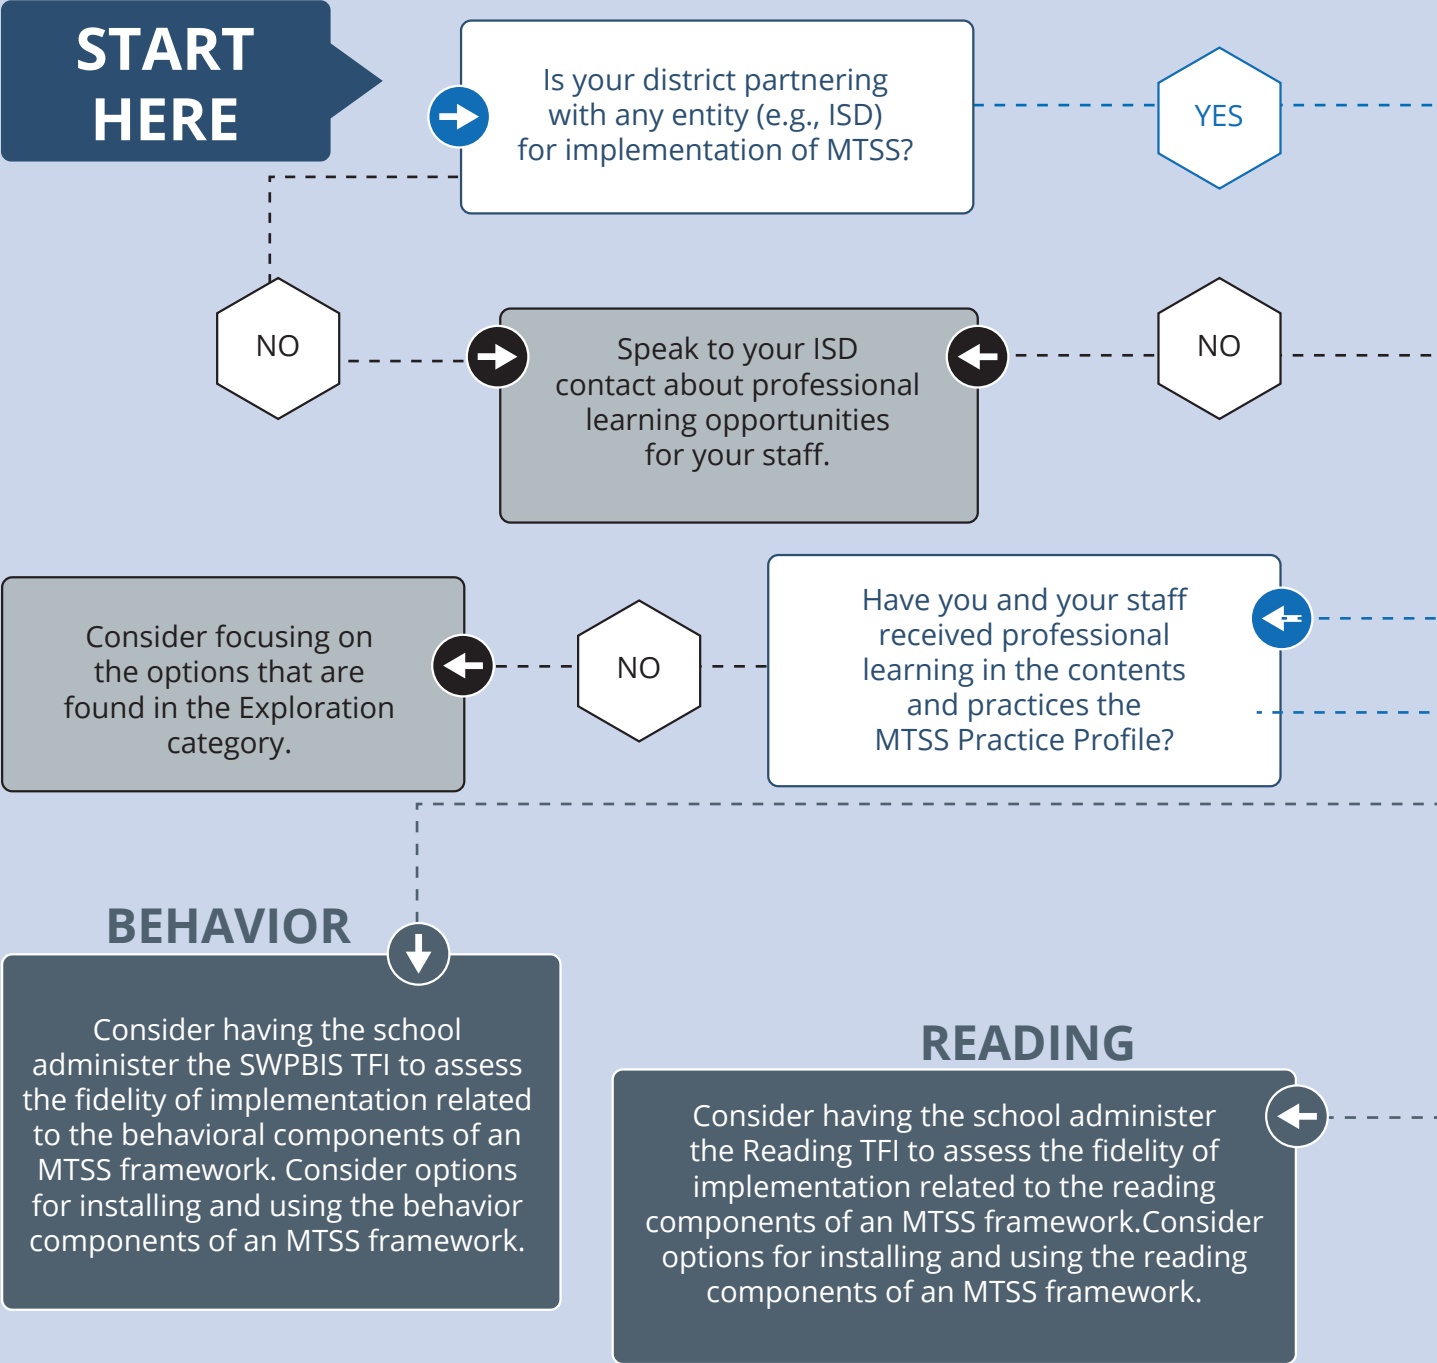 START
HERE
Is your district partnering
with any entity (e.g., ISD)
for implementation of MTSS?
YES
NO
Speak to your ISD
contact about professional
learning opportunities
for your staff.
NO
Consider focusing on
the options that are
found in the Exploration
category.
NO
Have you and your staff
received professional
learning in the contents
and practices the
MTSS Practice Profile?
BEHAVIOR
Consider having the school
administer the SWPBIS TFI to assess
the fidelity of implementation related
to the behavioral components of an
MTSS framework. Consider options
for installing and using the behavior
components of an MTSS framework.
READING
Consider having the school administer
the Reading TFI to assess the fidelity of
implementation related to the reading
components of an MTSS framework.Consider
options for installing and using the reading
components of an MTSS framework.